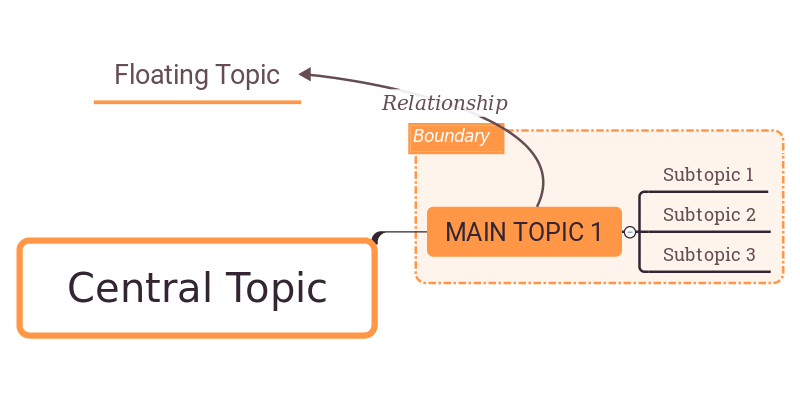 Floating Topic
Relationship
Boundary
Subtopic 1
MAIN TOPIC 1
Subtopic 2
Subtopic 3
Central Topic